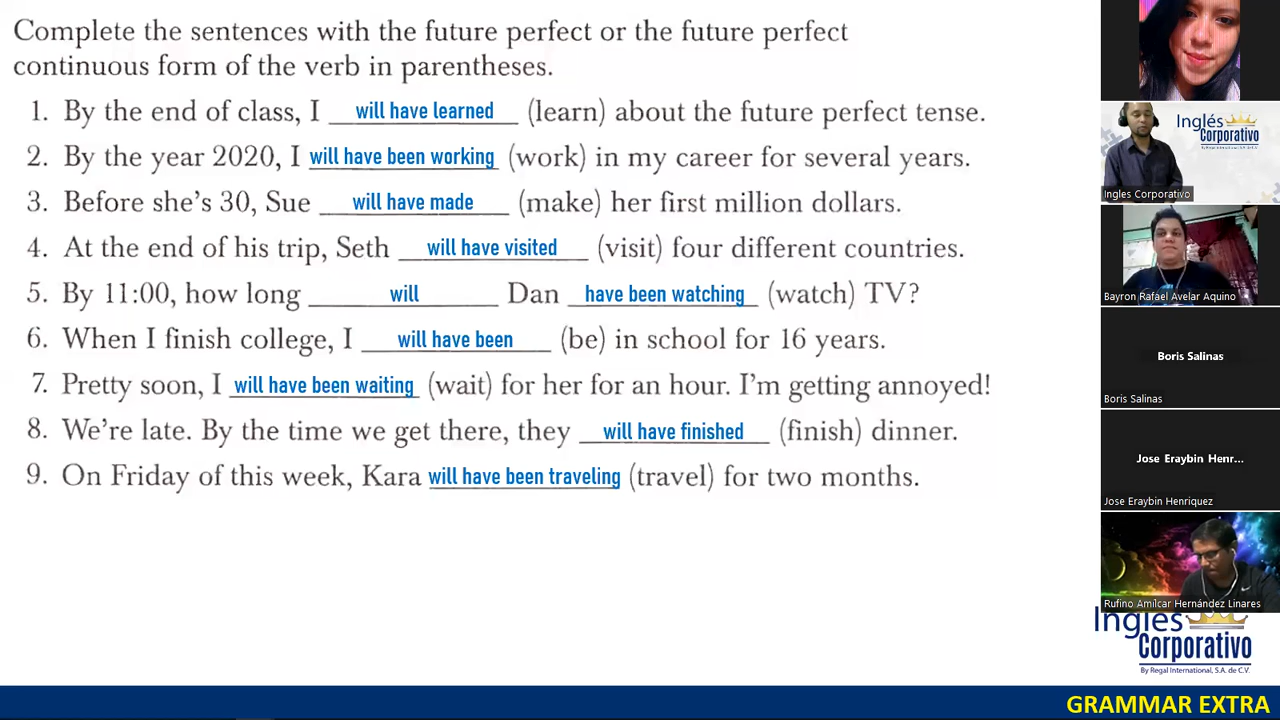 Complete the sentences with the future perfect or the future perfect
continuous form of the verb in parentheses.
1. By the end of class, I will have learned (learn) about the future perfect tense.
2. By the year 2020, I will have been working (work) in my career for several years.
3. Before she's 30, Sue will have made (make) her first million dollars.
4. At the end of his trip, Seth will have visited (visit) four different countries.
5. By 11:00, how long will Dan have been watching (watch) TV?
6. When I finish college, I will have been (be) in school for 16 years.
7. Pretty soon, I will have been waiting (wait) for her for an hour. I'm getting annoyed!
8. We're late. By the time we get there, they will have finished (finish) dinner.
9. On Friday of this week, Kara will have been traveling (travel) for two months.
Inglés
Corporativo
By Regal International, S.A. de C.V.
Ingles Corporativo
Bayron Rafael Avelar Aquino
Boris Salinas
Boris Salinas
Jose Eraybin Henr...
Jose Eraybin Henriquez
Rufino Amílcar Hernández Linares
Inglés
Corporativo
By Regal International, S.A. de C.V.
GRAMMAR EXTRA